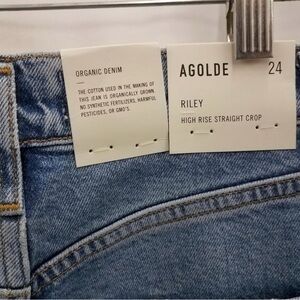 ORGANIC DENIM
THE COTTON USED IN THE MAKING OF
THIS JEAN IS ORGANICALLY GROWN.
NO SYNTHETIC FERTILIZERS, HARMFUL
PESTICIDES, OR GMO'S.
AGOLDE 24
RILEY
HIGH RISE STRAIGHT CROP